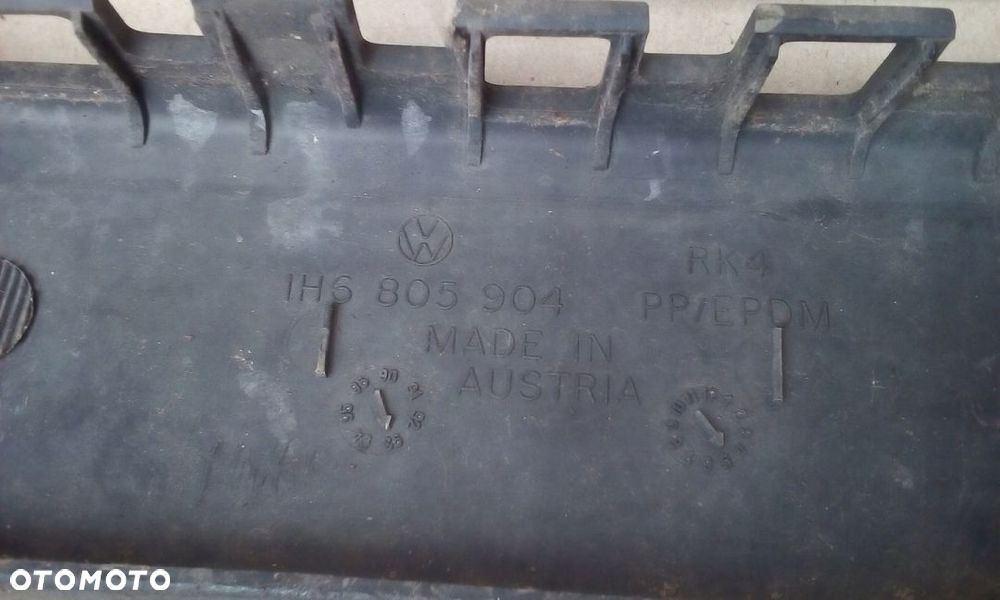 RK4
1H6 805 904 PP/EPDM
MADE IN
AUSTRIA
OTOMOTO